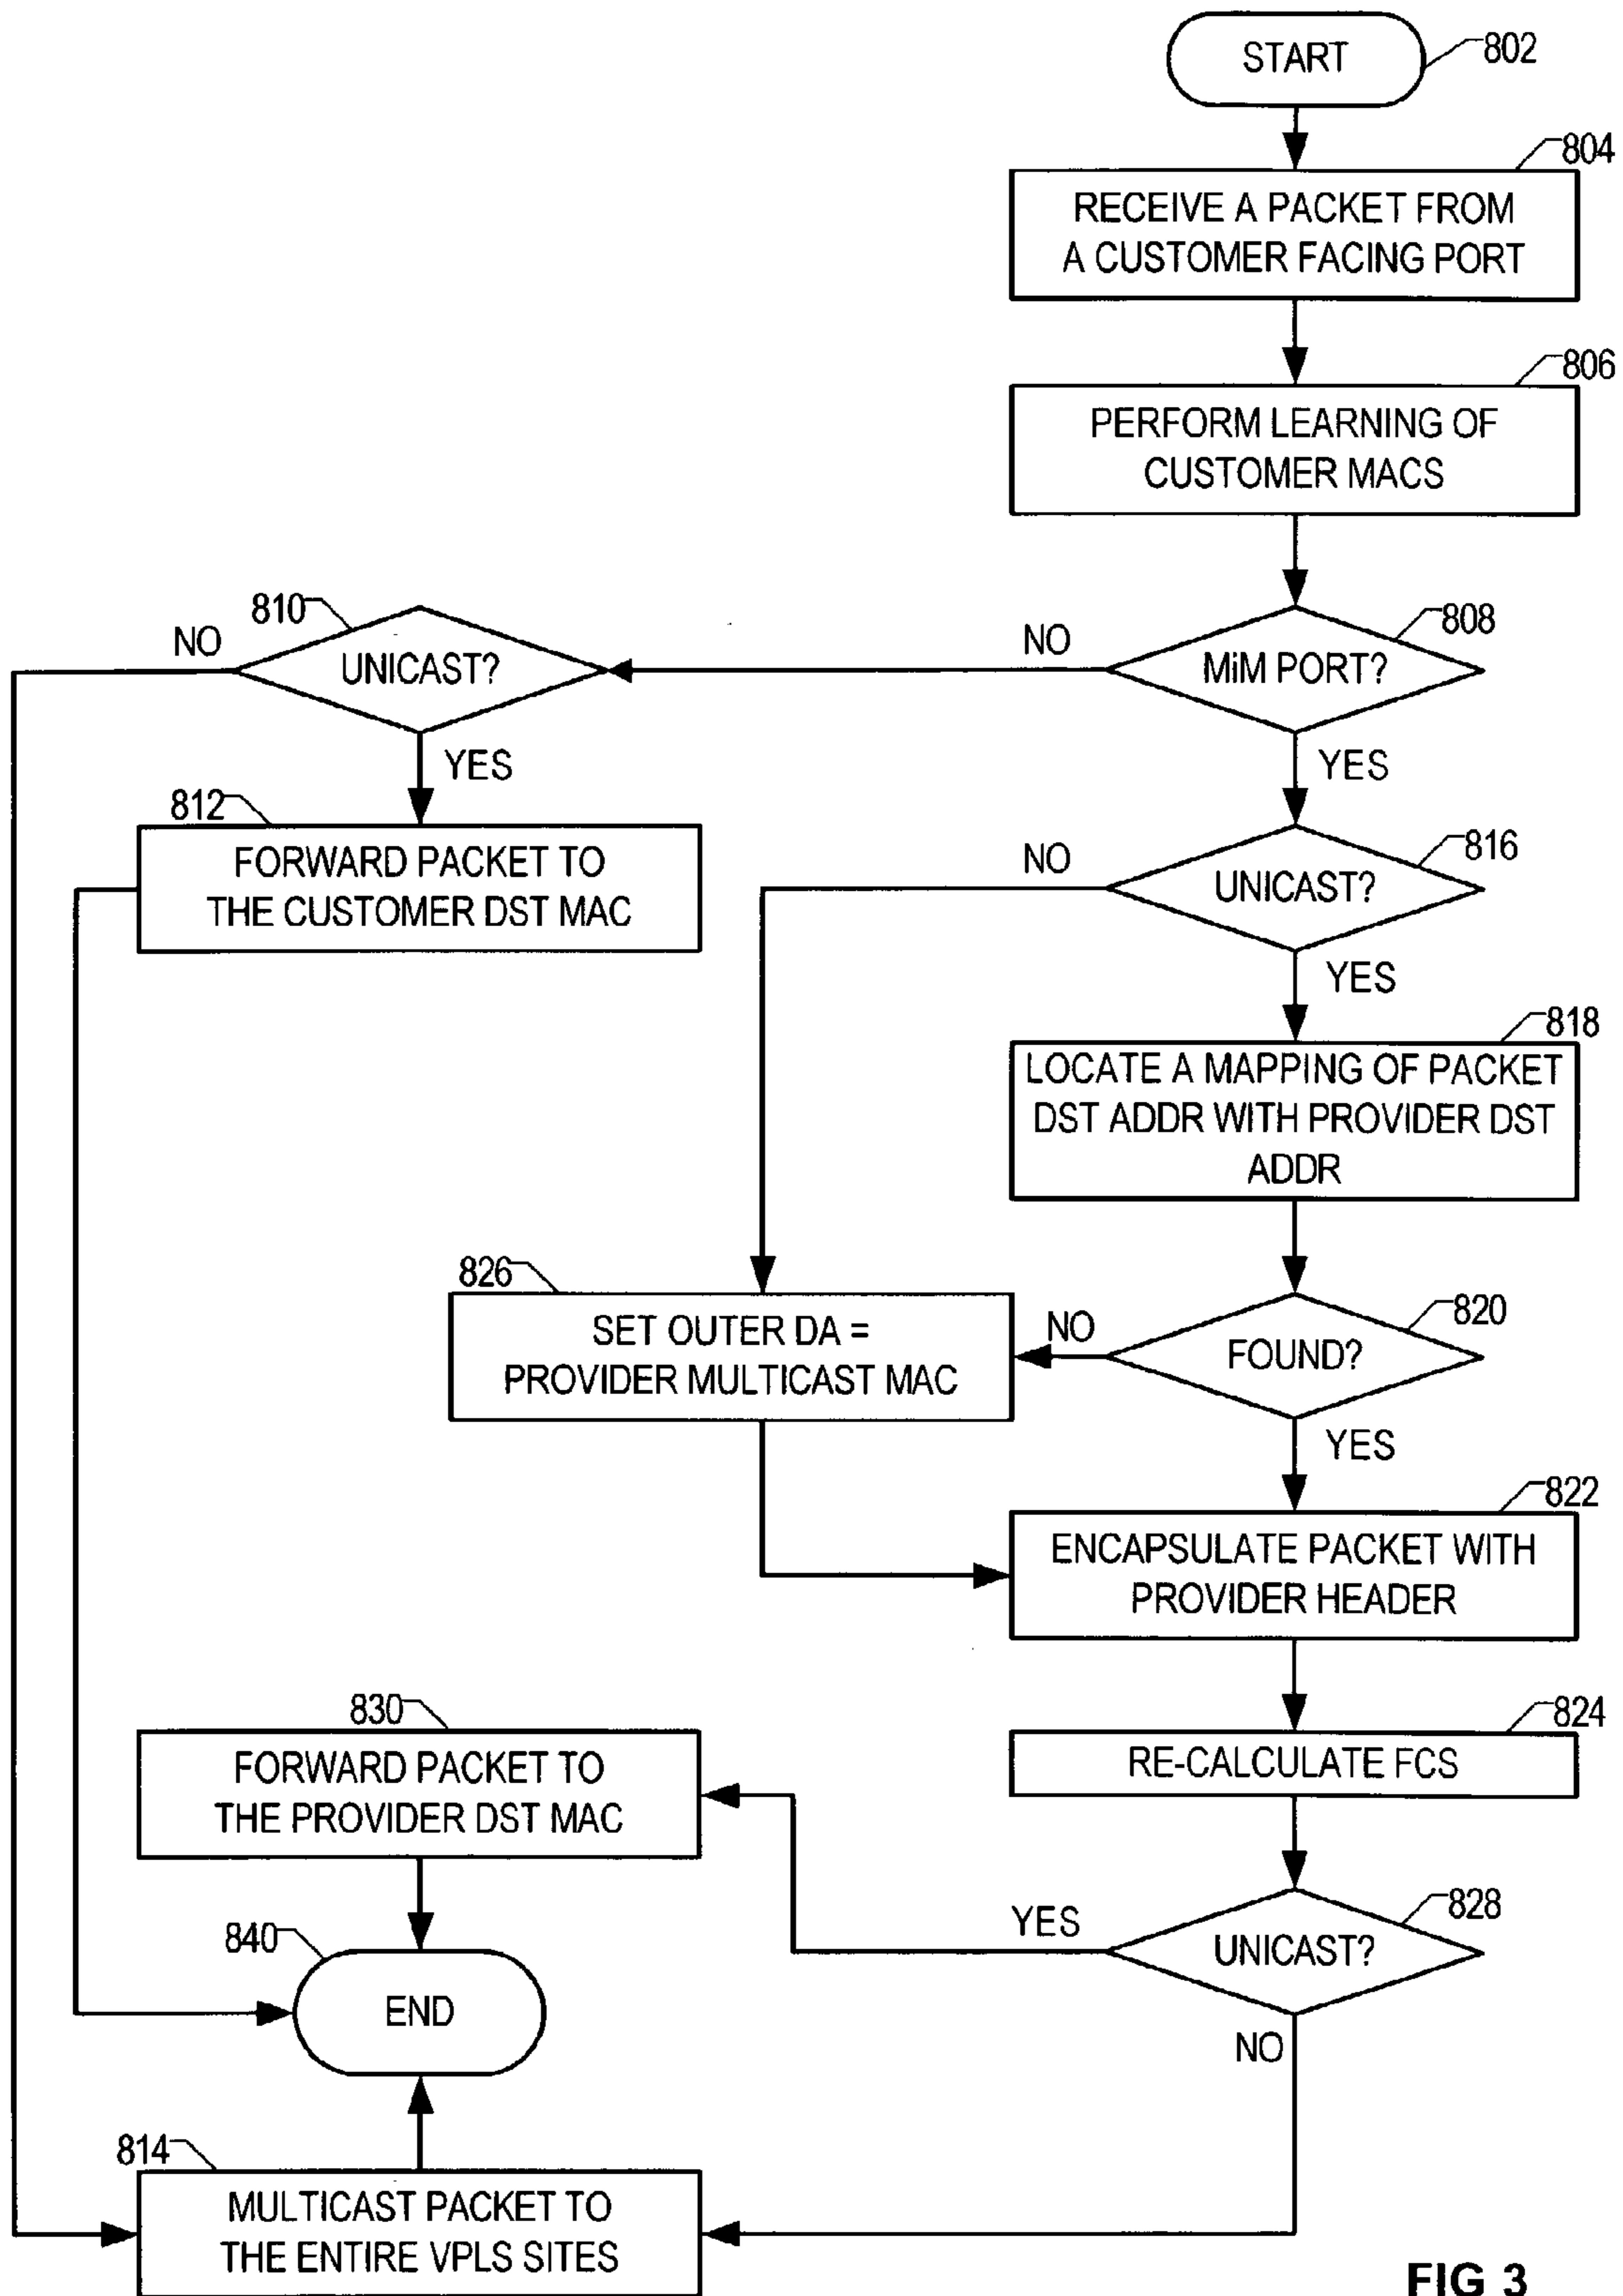 START
802
804
RECEIVE A PACKET FROM
A CUSTOMER FACING PORT
806
PERFORM LEARNING OF
CUSTOMER MACS
810
NO
UNICAST?
NO
808
MiM PORT?
YES
YES
812
FORWARD PACKET TO
THE CUSTOMER DST MAC
NO
816
UNICAST?
YES
818
LOCATE A MAPPING OF PACKET
DST ADDR WITH PROVIDER DST
ADDR
826
SET OUTER DA =
PROVIDER MULTICAST MAC
NO
820
FOUND?
YES
822
ENCAPSULATE PACKET WITH
PROVIDER HEADER
830
FORWARD PACKET TO
THE PROVIDER DST MAC
824
RE-CALCULATE FCS
YES
828
UNICAST?
840
END
NO
814
MULTICAST PACKET TO
THE ENTIRE VPLS SITES
FIG 3